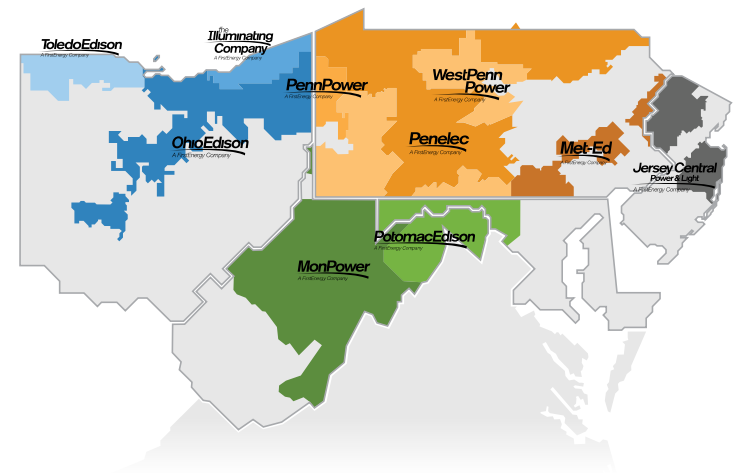 ToledoEdison
A FirstEnergy Company
the
Illuminating
Company
A FirstEnergy Company
PennPower
A FirstEnergy Company
WestPenn
Power
A FirstEnergy Company
OhioEdison
A FirstEnergy Company
Penelec
A FirstEnergy Company
Met-Ed
A FirstEnergy Company
Jersey Central
Power & Light
A FirstEnergy Company
PotomacEdison
A FirstEnergy Company
MonPower
A FirstEnergy Company